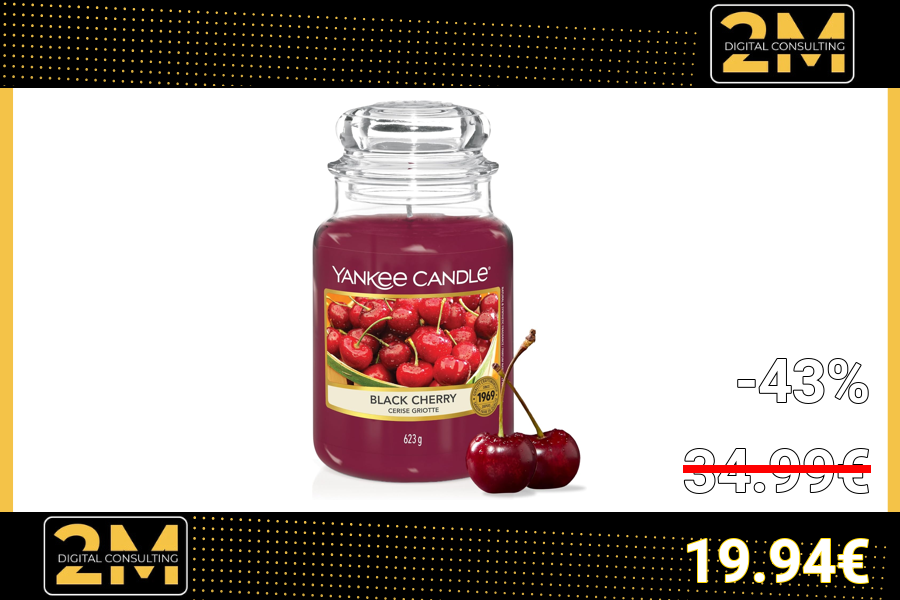 2M
DIGITAL CONSULTING
YANKEE CANDLE®
BLACK CHERRY
CERISE GRIOTTE
1969
623 g
-43%
34.99€
2M
DIGITAL CONSULTING
19.94€